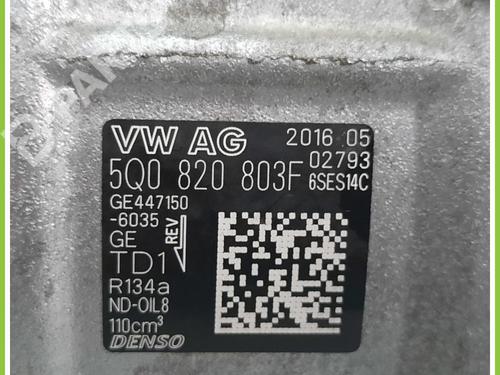 VW AG 2016 05
02793
5Q0 820 803F 6SES14C
GE447150
-6035
GE REV
TD1
R134a
ND-OIL8
110cm³
DENSO